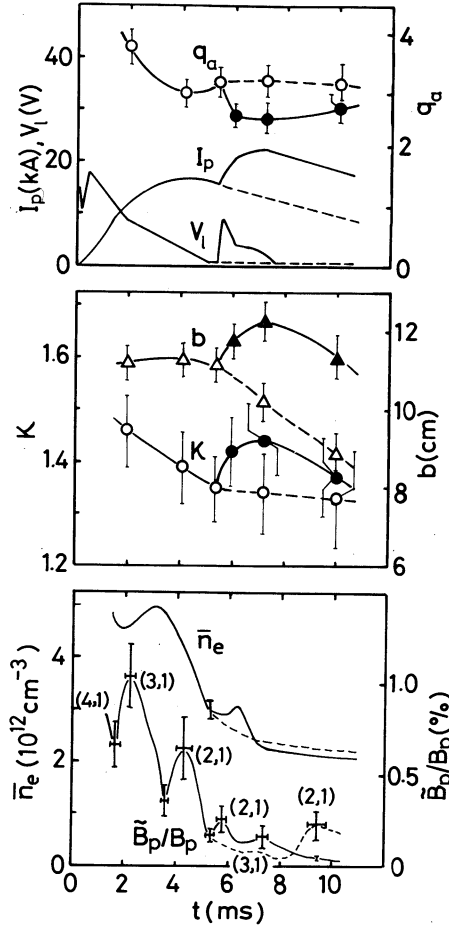 60
40
20
0
I_p(kA), V_l(V)
q_a
I_p
V_l
4
2
0
q_a
1.6
1.4
1.2
K
b
K
12
10
8
6
b(cm)
4
2
0
n̄_e (10^12 cm^-3)
n̄_e
(4,1)
(3,1)
(2,1)
(2,1)
(2,1)
(3,1)
B̃_p/B_p
1.0
0.5
0
B̃_p/B_p(%)
0 2 4 6 8 10
t(ms)